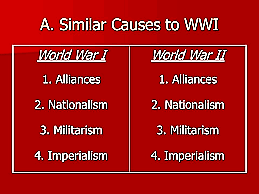 A. Similar Causes to WWI
World War I
World War II
1. Alliances
1. Alliances
2. Nationalism
2. Nationalism
3. Militarism
3. Militarism
4. Imperialism
4. Imperialism